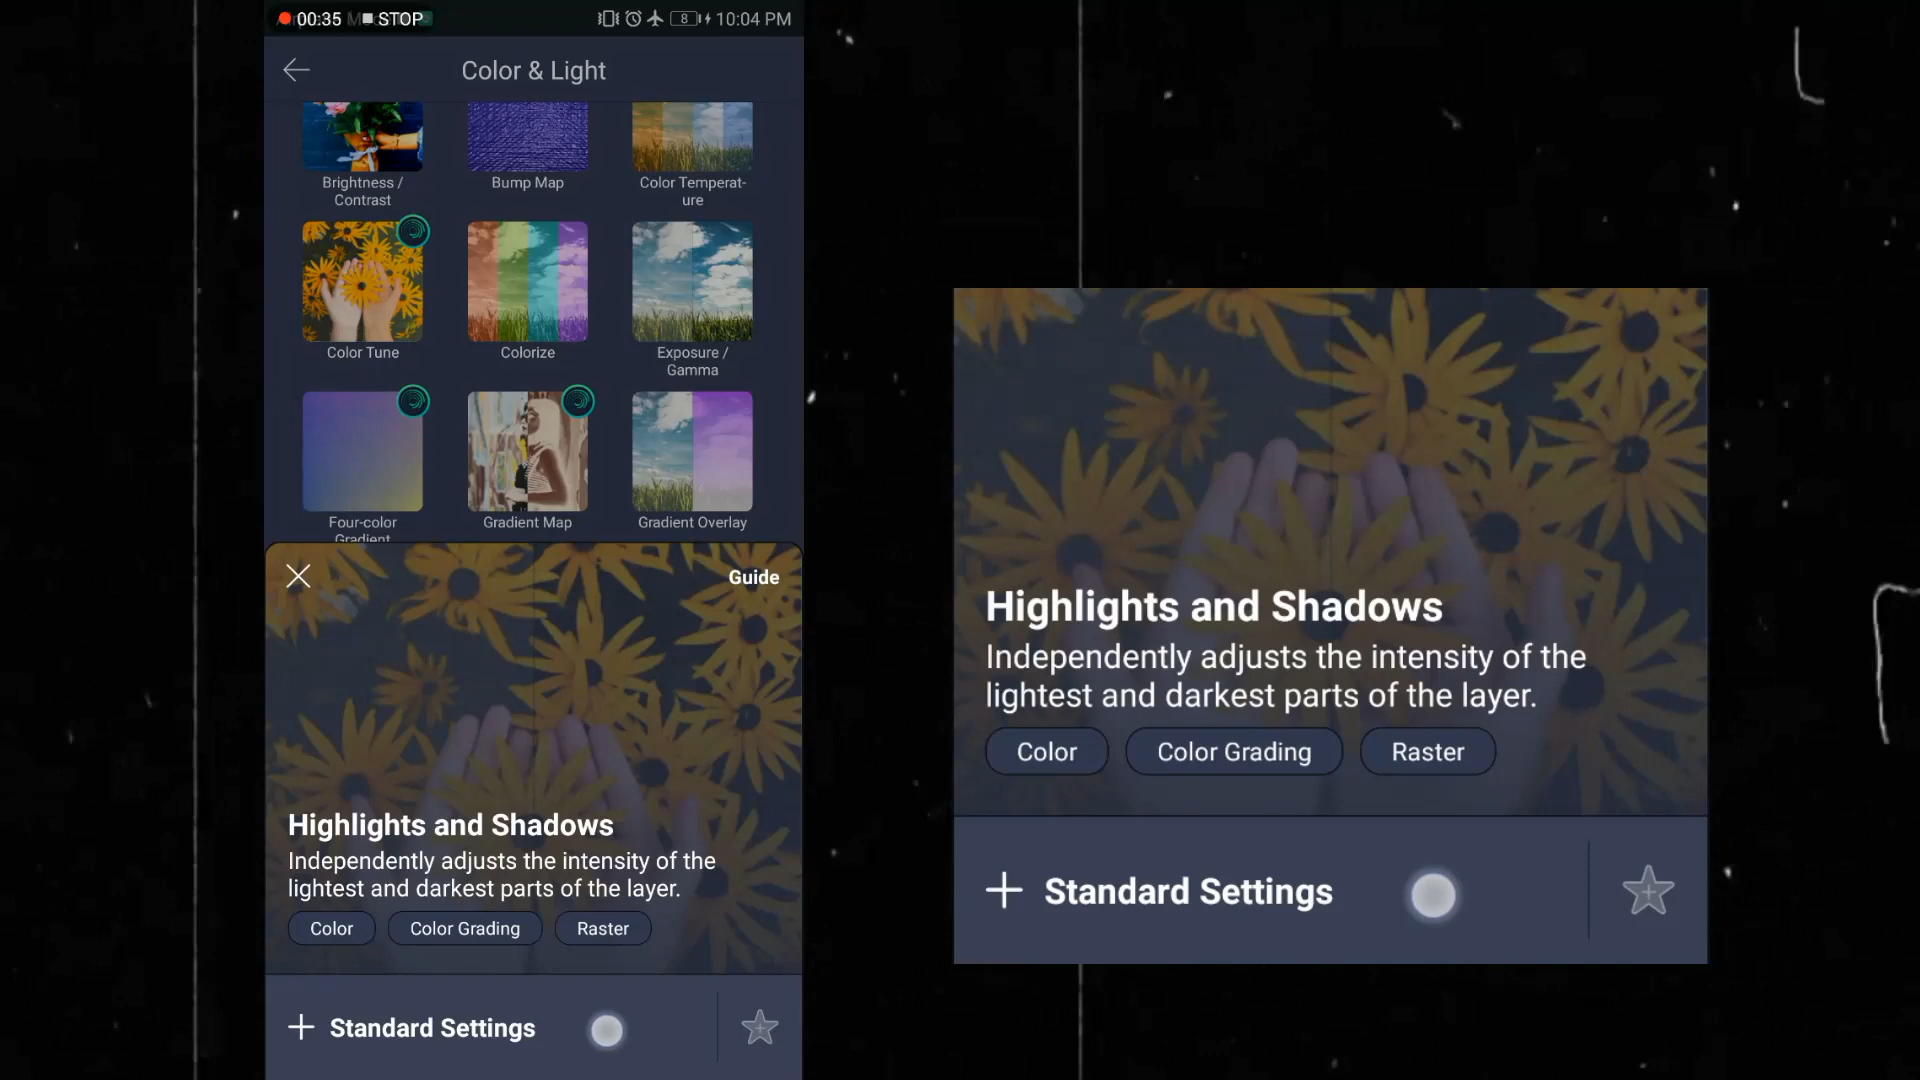 00:35 STOP
8 10:04 PM
Color & Light
Brightness /
Contrast
Bump Map
Color Temperat-
ure
Color Tune
Colorize
Exposure /
Gamma
Four-color
Gradient
Gradient Map
Gradient Overlay
Guide
Highlights and Shadows
Independently adjusts the intensity of the
lightest and darkest parts of the layer.
Color Color Grading Raster
Standard Settings
Highlights and Shadows
Independently adjusts the intensity of the
lightest and darkest parts of the layer.
Color Color Grading Raster
Standard Settings